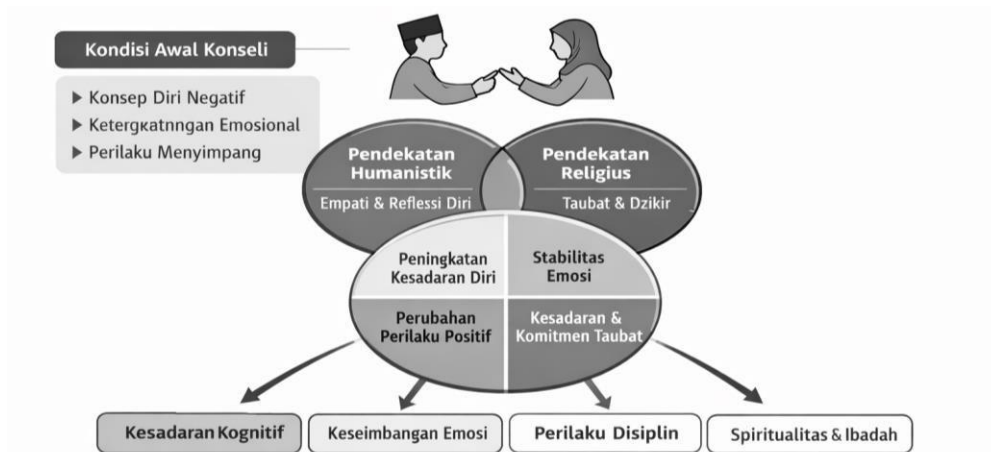 Kondisi Awal Konseli
▶ Konsep Diri Negatif
▶ Ketergкatnngan Emosional
▶ Perilaku Menyimpang
Pendekatan
Humanistik
Empati & Reflessi Diri
Pendekatan
Religius
Taubat & Dzikir
Peningkatan
Kesadaran Diri
Stabilitas
Emosi
Perubahan
Perilaku Positif
Kesadaran &
Komitmen Taubat
Kesadaran Kognitif
Keseimbangan Emosi
Perilaku Disiplin
Spiritualitas & Ibadah